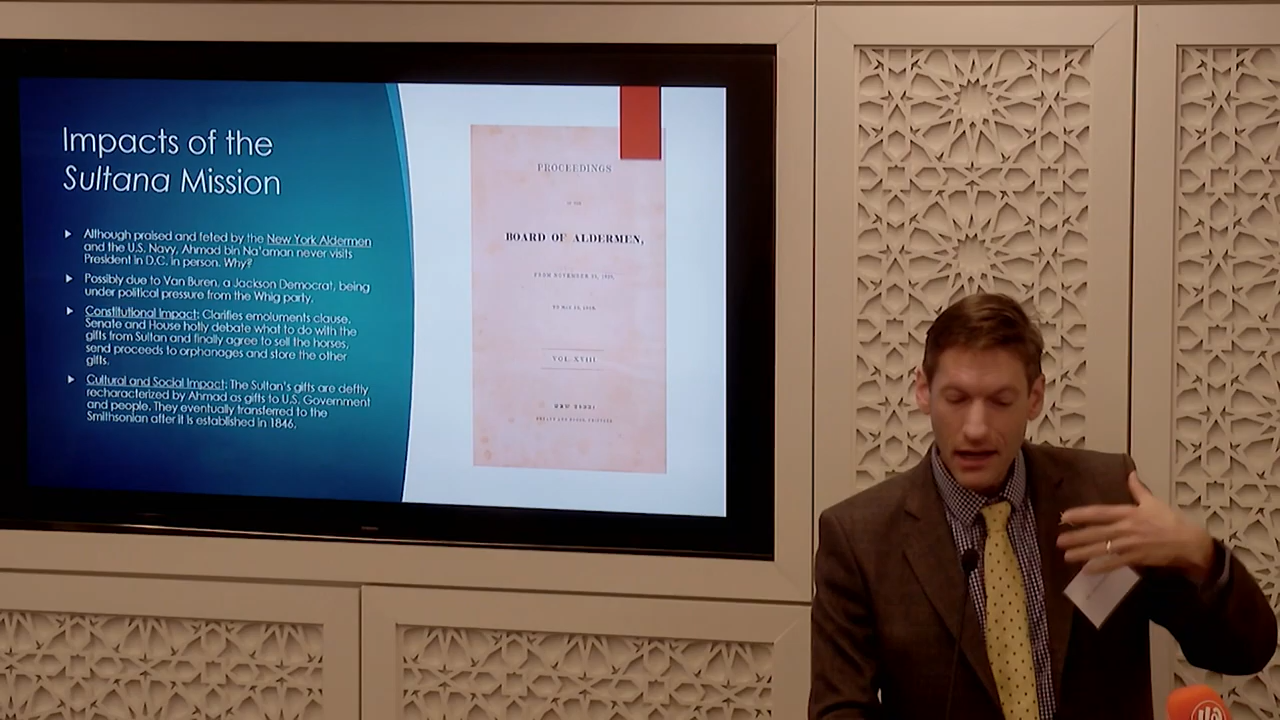 Impacts of the
Sultana Mission
Although praised and feted by the New York Aldermen
and the U.S. Navy, Ahmad bin Na'aman never visits
President in D.C. in person. Why?
Possibly due to Van Buren, a Jackson Democrat, being
under political pressure from the Whig party.
Constitutional Impact: Clarifies emoluments clause.
Senate and House hotly debate what to do with the
gifts from Sultan and finally agree to sell the horses,
send proceeds to orphanages and store the other
gifts.
Cultural and Social Impact: The Sultan's gifts are deftly
recharacterized by Ahmad as gifts to U.S. Government
and people. They eventually transferred to the
Smithsonian after it is established in 1846.
PROCEEDINGS
OF THE
BOARD OF ALDERMEN,
VOL. XVIII